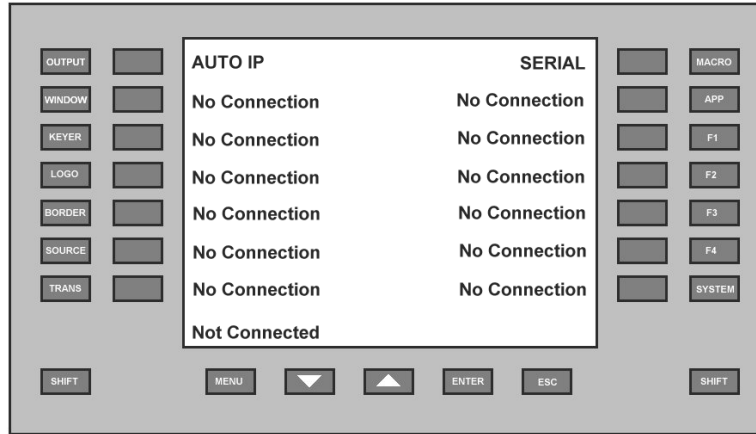 OUTPUT AUTO IP SERIAL MACRO
WINDOW No Connection No Connection APP
KEYER No Connection No Connection F1
LOGO No Connection No Connection F2
BORDER No Connection No Connection F3
SOURCE No Connection No Connection F4
TRANS No Connection No Connection SYSTEM
Not Connected
SHIFT MENU ENTER ESC SHIFT